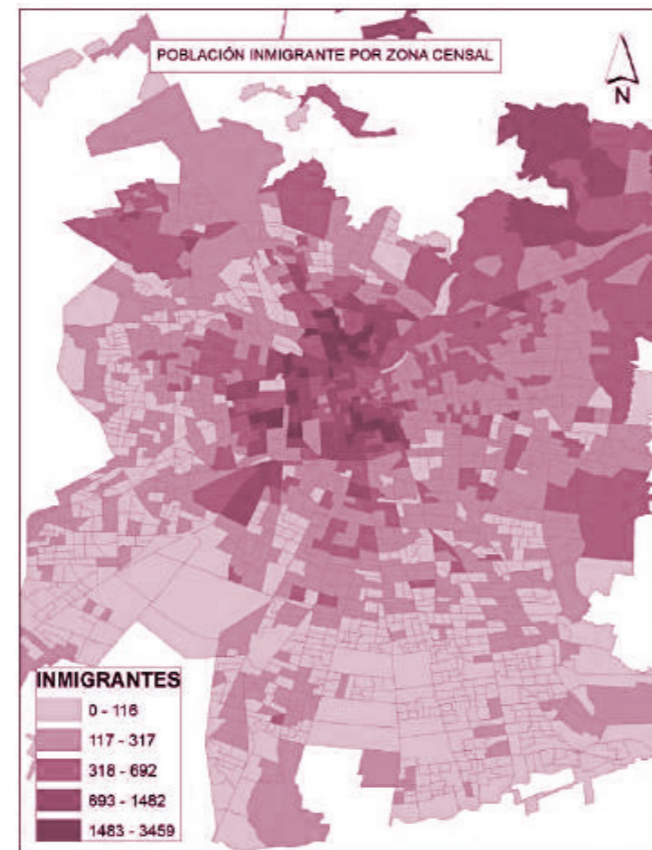 POBLACIÓN INMIGRANTE POR ZONA CENSAL
N
INMIGRANTES
0 - 116
117 - 317
318 - 692
693 - 1482
1483 - 3459